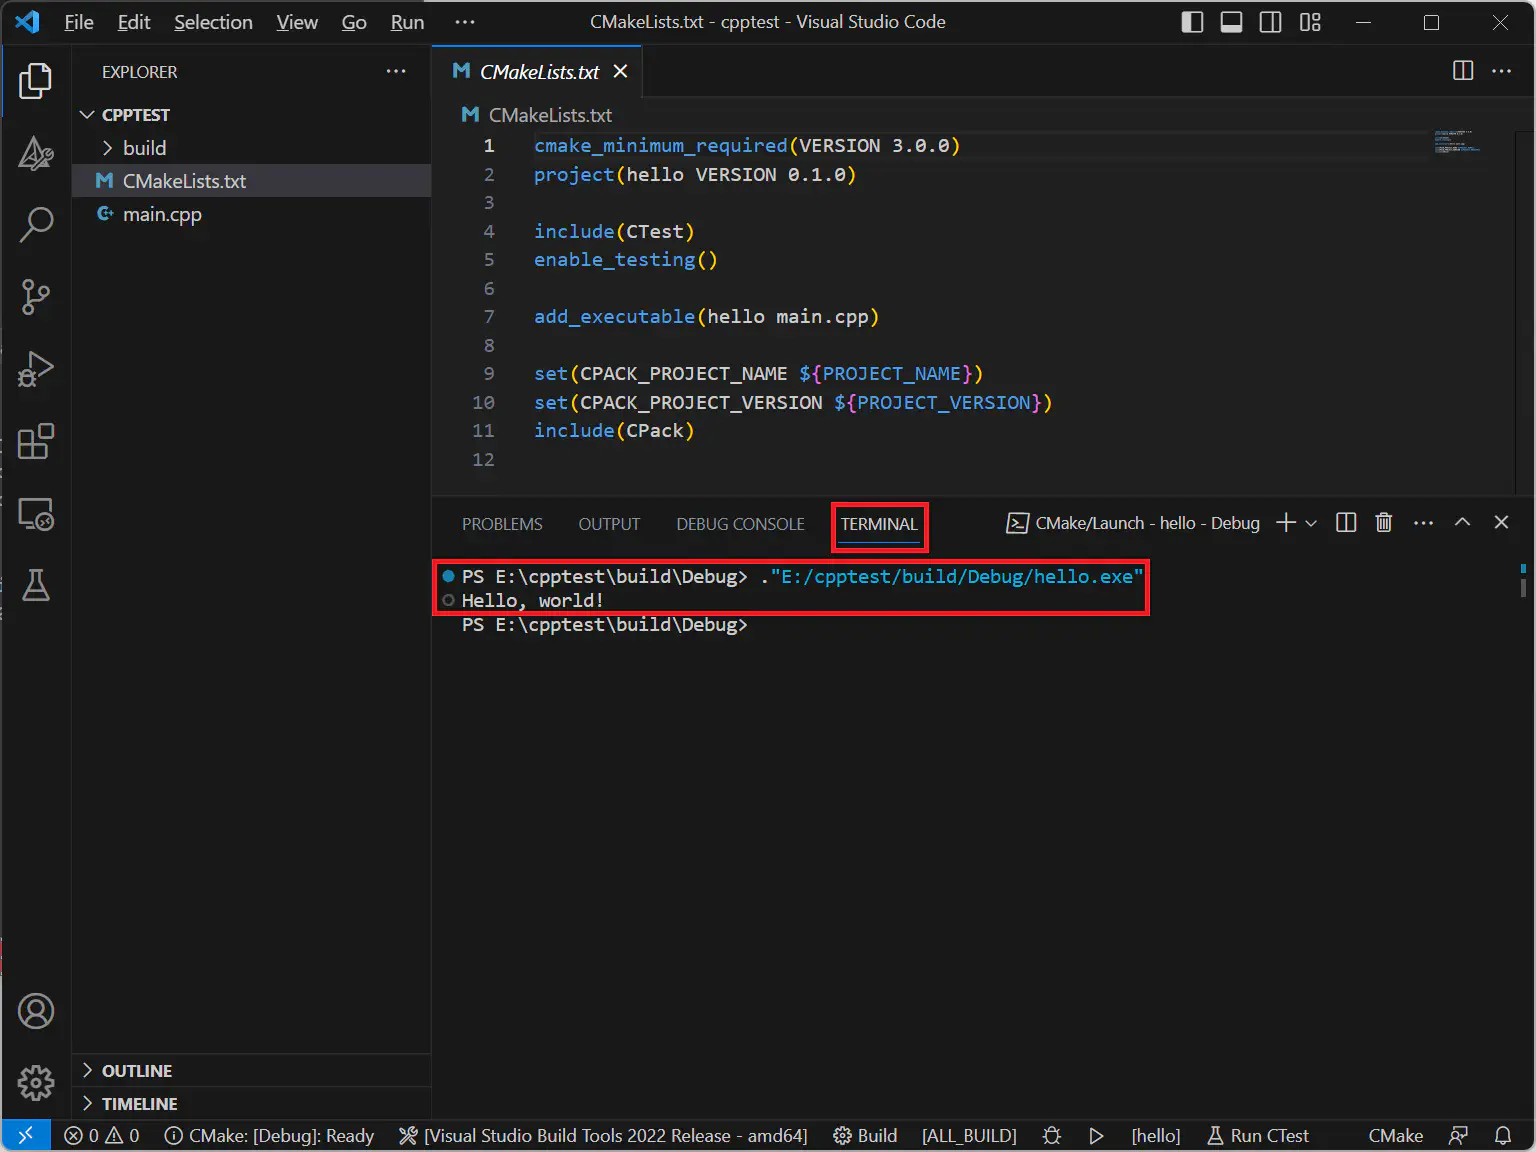 File Edit Selection View Go Run ··· CMakeLists.txt - cpptest - Visual Studio Code
EXPLORER ···
CPPTEST
build
CMakeLists.txt
main.cpp
OUTLINE
TIMELINE
CMakeLists.txt
CMakeLists.txt
1 cmake_minimum_required(VERSION 3.0.0)
2 project(hello VERSION 0.1.0)
3
4 include(CTest)
5 enable_testing()
6
7 add_executable(hello main.cpp)
8
9 set(CPACK_PROJECT_NAME ${PROJECT_NAME})
10 set(CPACK_PROJECT_VERSION ${PROJECT_VERSION})
11 include(CPack)
12
PROBLEMS OUTPUT DEBUG CONSOLE TERMINAL CMake/Launch - hello - Debug
PS E:\cpptest\build\Debug> ."E:/cpptest/build/Debug/hello.exe"
Hello, world!
PS E:\cpptest\build\Debug>
0 0 CMake: [Debug]: Ready [Visual Studio Build Tools 2022 Release - amd64] Build [ALL_BUILD] [hello] Run CTest CMake